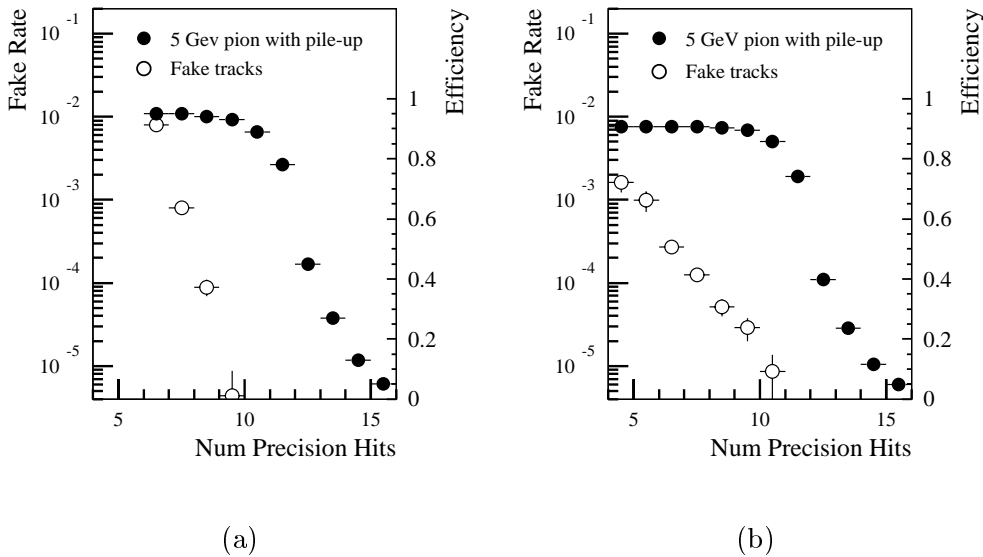 Fake Rate
10^-1
10^-2
10^-3
10^-4
10^-5
5 Gev pion with pile-up
Fake tracks
Efficiency
1
0.8
0.6
0.4
0.2
0
5
10
15
Num Precision Hits
(a)
Fake Rate
10^-1
10^-2
10^-3
10^-4
10^-5
5 GeV pion with pile-up
Fake tracks
Efficiency
1
0.8
0.6
0.4
0.2
0
5
10
15
Num Precision Hits
(b)